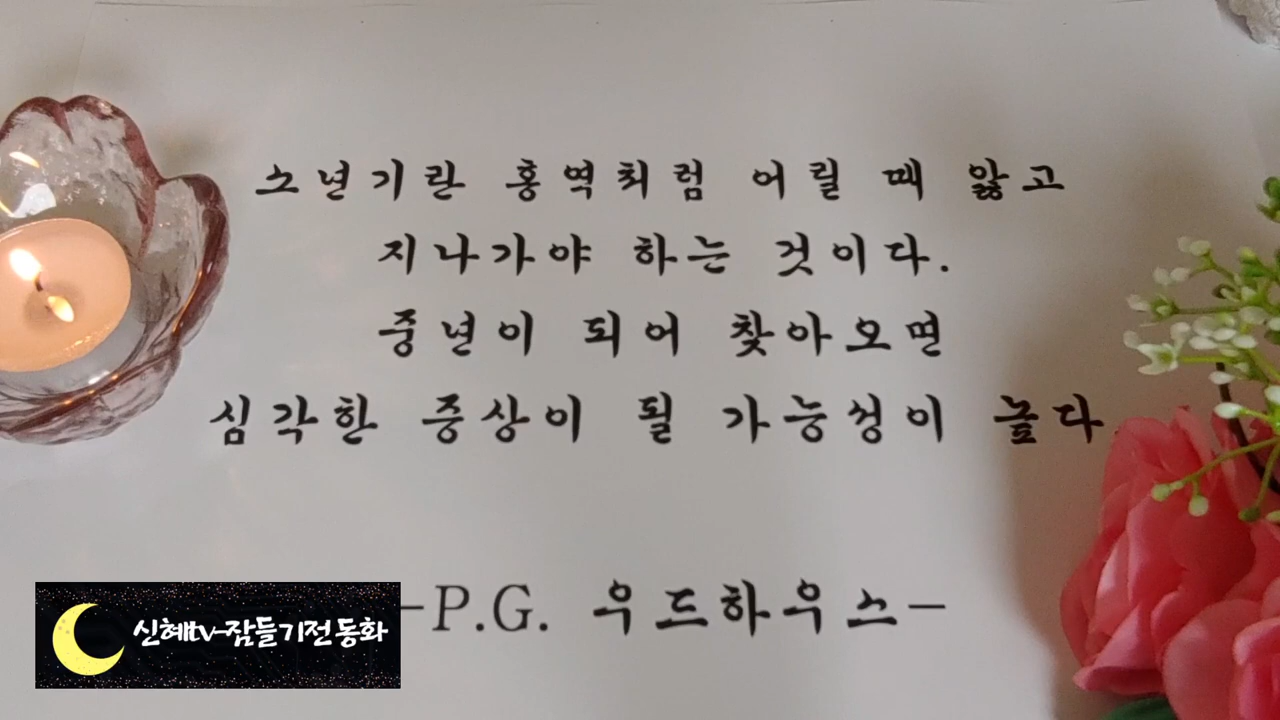 소년기란 홍역처럼 어릴 때 앓고
지나가야 하는 것이다.
중년이 되어 찾아오면
심각한 증상이 될 가능성이 높다
-P.G. 우드하우스-
신혜tv-잠들기전동화